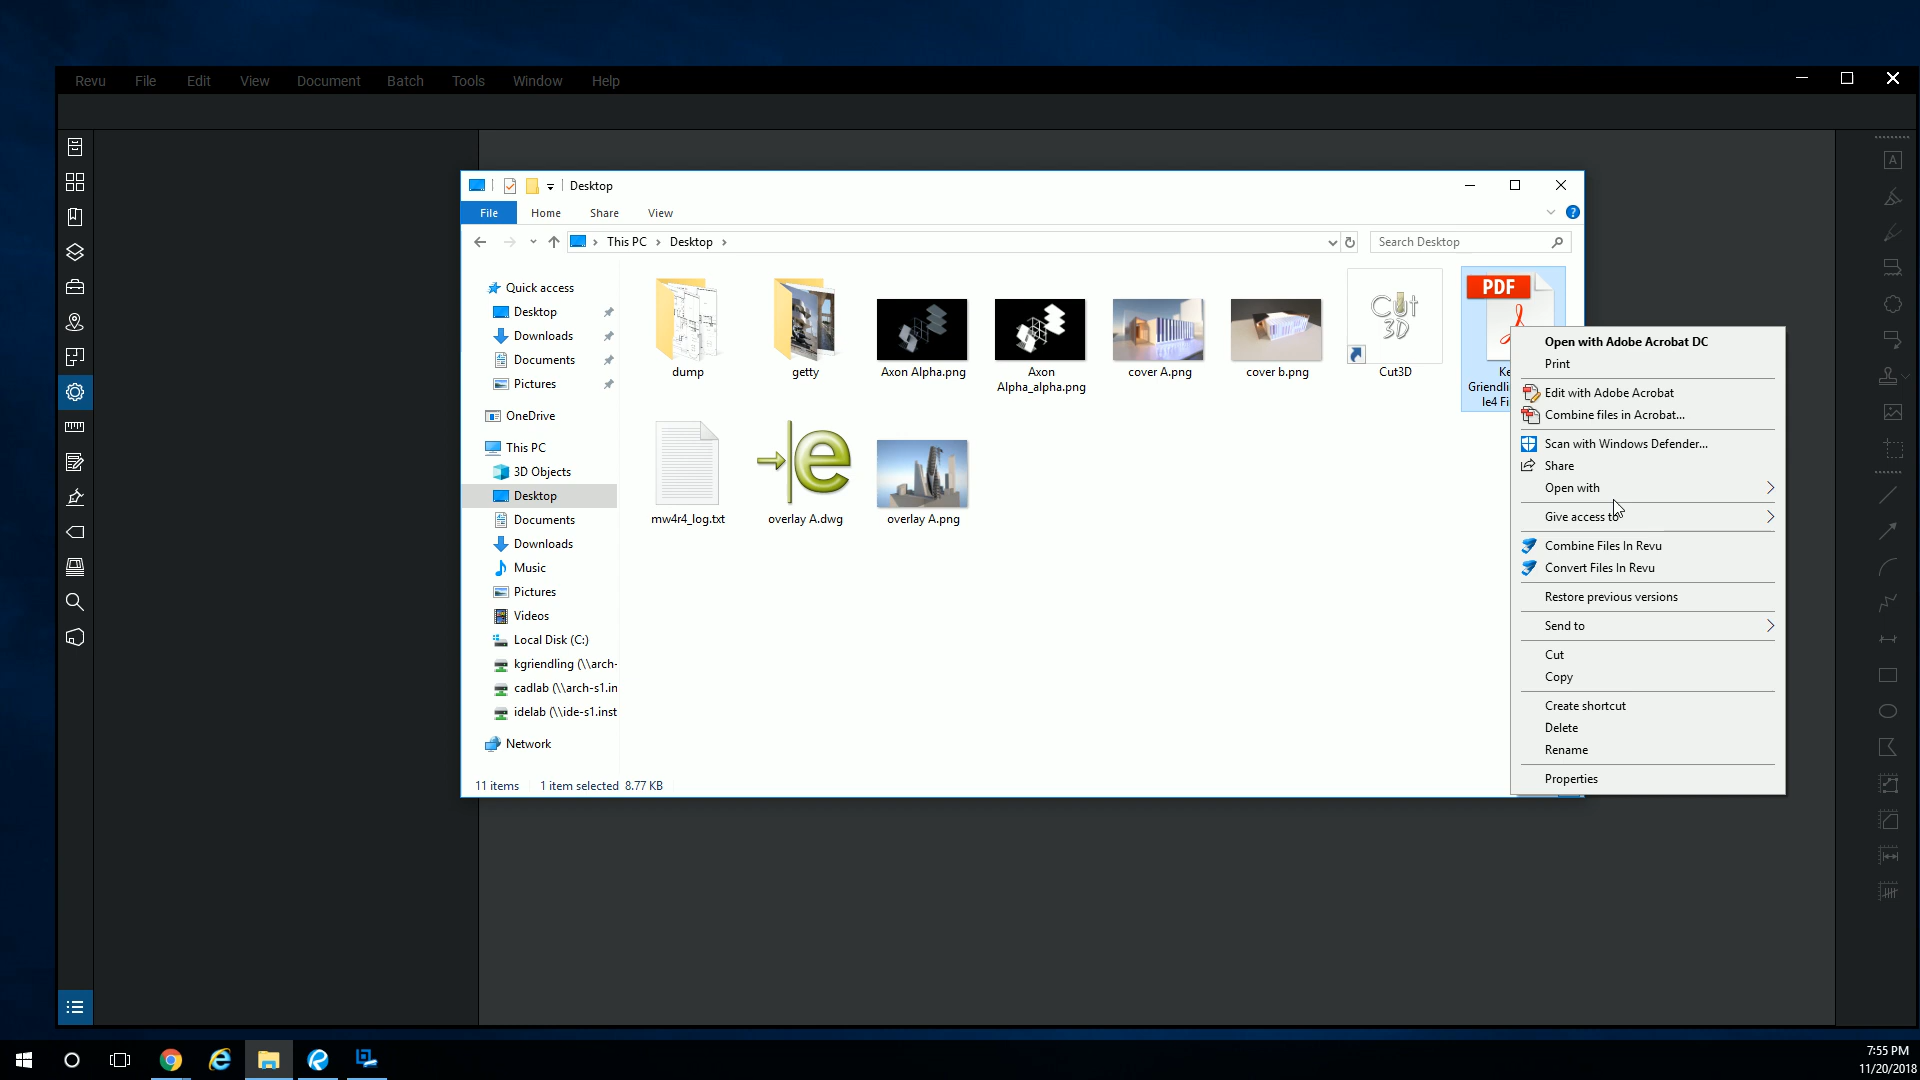 Revu File Edit View Document Batch Tools Window Help
Desktop
File Home Share View
This PC Desktop
Search Desktop
Quick access
Desktop
Downloads
Documents
Pictures
OneDrive
This PC
3D Objects
Desktop
Documents
Downloads
Music
Pictures
Videos
Local Disk (C:)
kgriendling (\\arch-
cadlab (\\arch-s1.in
idelab (\\ide-s1.inst
Network
dump
getty
Axon Alpha.png
Axon
Alpha_alpha.png
cover A.png
cover b.png
Cut
3D
Cut3D
PDF
Ke
Griendli
le4 Fi
mw4r4_log.txt
e
overlay A.dwg
overlay A.png
11 items 1 item selected 8.77 KB
Open with Adobe Acrobat DC
Print
Edit with Adobe Acrobat
Combine files in Acrobat...
Scan with Windows Defender...
Share
Open with
Give access to
Combine Files In Revu
Convert Files In Revu
Restore previous versions
Send to
Cut
Copy
Create shortcut
Delete
Rename
Properties
7:55 PM
11/20/2018